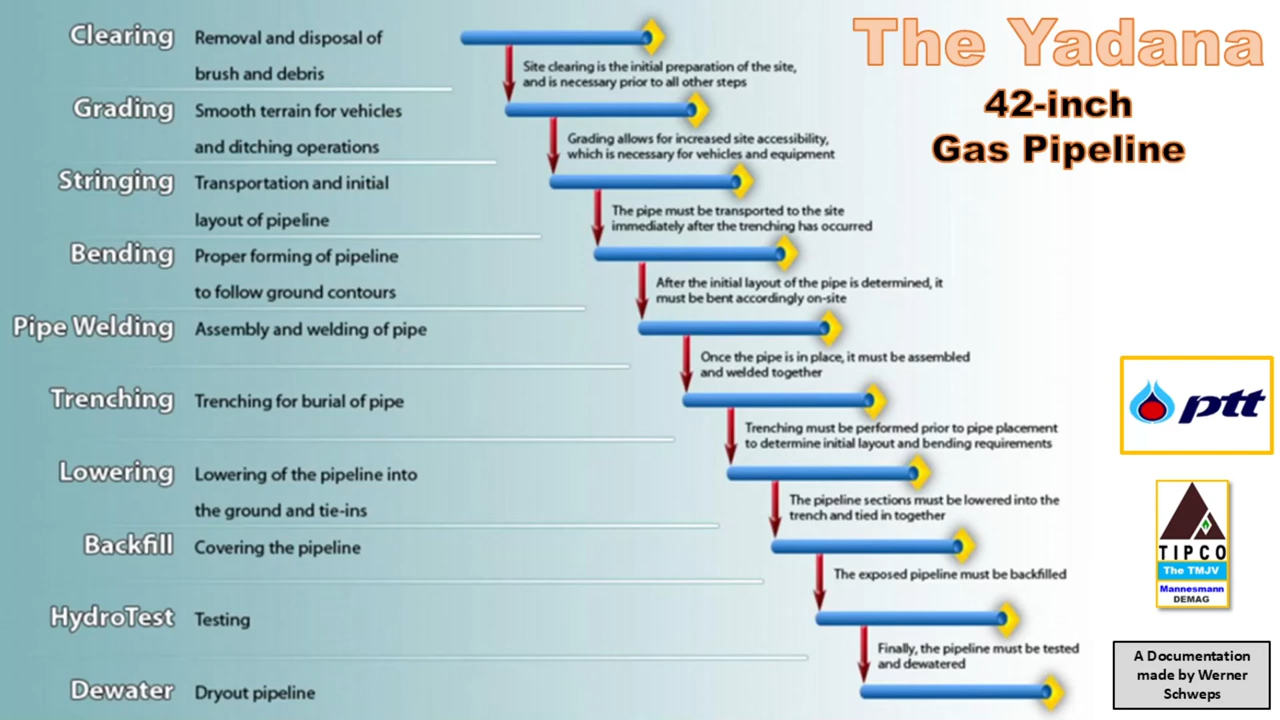 The Yadana
42-inch
Gas Pipeline
Clearing
Removal and disposal of
brush and debris
Site clearing is the initial preparation of the site,
and is necessary prior to all other steps
Grading
Smooth terrain for vehicles
and ditching operations
Grading allows for increased site accessibility,
which is necessary for vehicles and equipment
Stringing
Transportation and initial
layout of pipeline
The pipe must be transported to the site
immediately after the trenching has occurred
Bending
Proper forming of pipeline
to follow ground contours
After the initial layout of the pipe is determined, it
must be bent accordingly on-site
Pipe Welding
Assembly and welding of pipe
Once the pipe is in place, it must be assembled
and welded together
Trenching
Trenching for burial of pipe
Trenching must be performed prior to pipe placement
to determine initial layout and bending requirements
Lowering
Lowering of the pipeline into
the ground and tie-ins
The pipeline sections must be lowered into the
trench and tied in together
Backfill
Covering the pipeline
The exposed pipeline must be backfilled
HydroTest
Testing
Finally, the pipeline must be tested
and dewatered
Dewater
Dryout pipeline
ptt
TIPCO
The TMJV
Mannesmann
DEMAG
A Documentation
made by Werner
Schweps